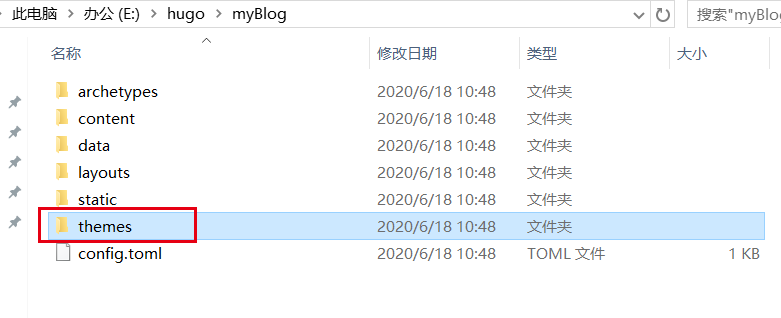 此电脑 > 办公 (E:) > hugo > myBlog
搜索"myBlo
名称 修改日期 类型 大小
archetypes 2020/6/18 10:48 文件夹
content 2020/6/18 10:48 文件夹
data 2020/6/18 10:48 文件夹
layouts 2020/6/18 10:48 文件夹
static 2020/6/18 10:48 文件夹
themes 2020/6/18 10:48 文件夹
config.toml 2020/6/18 10:48 TOML 文件 1 KB